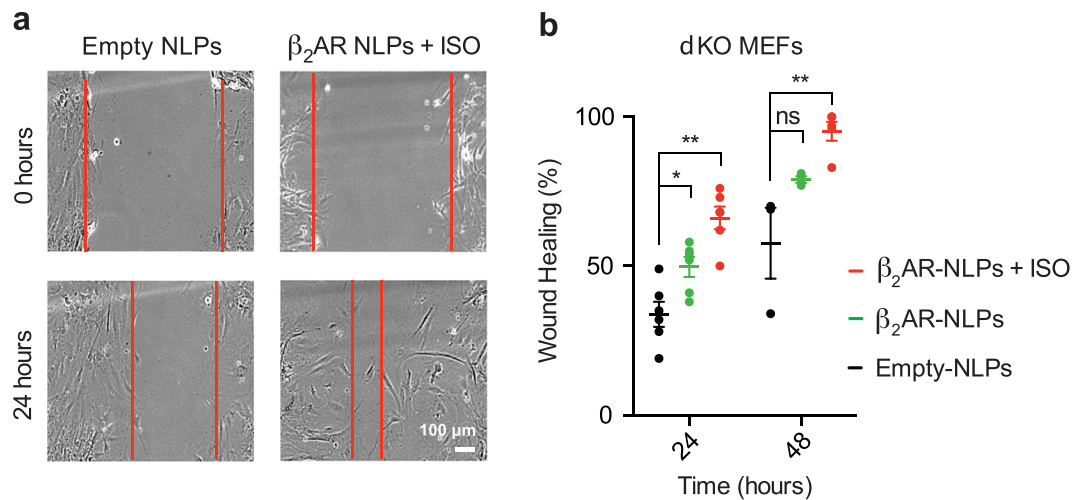 a
Empty NLPs
β₂AR NLPs + ISO
0 hours
24 hours
100 µm
b
dKO MEFs
**
ns
**
*
100
50
0
Wound Healing (%)
24
48
Time (hours)
β₂AR-NLPs + ISO
β₂AR-NLPs
Empty-NLPs